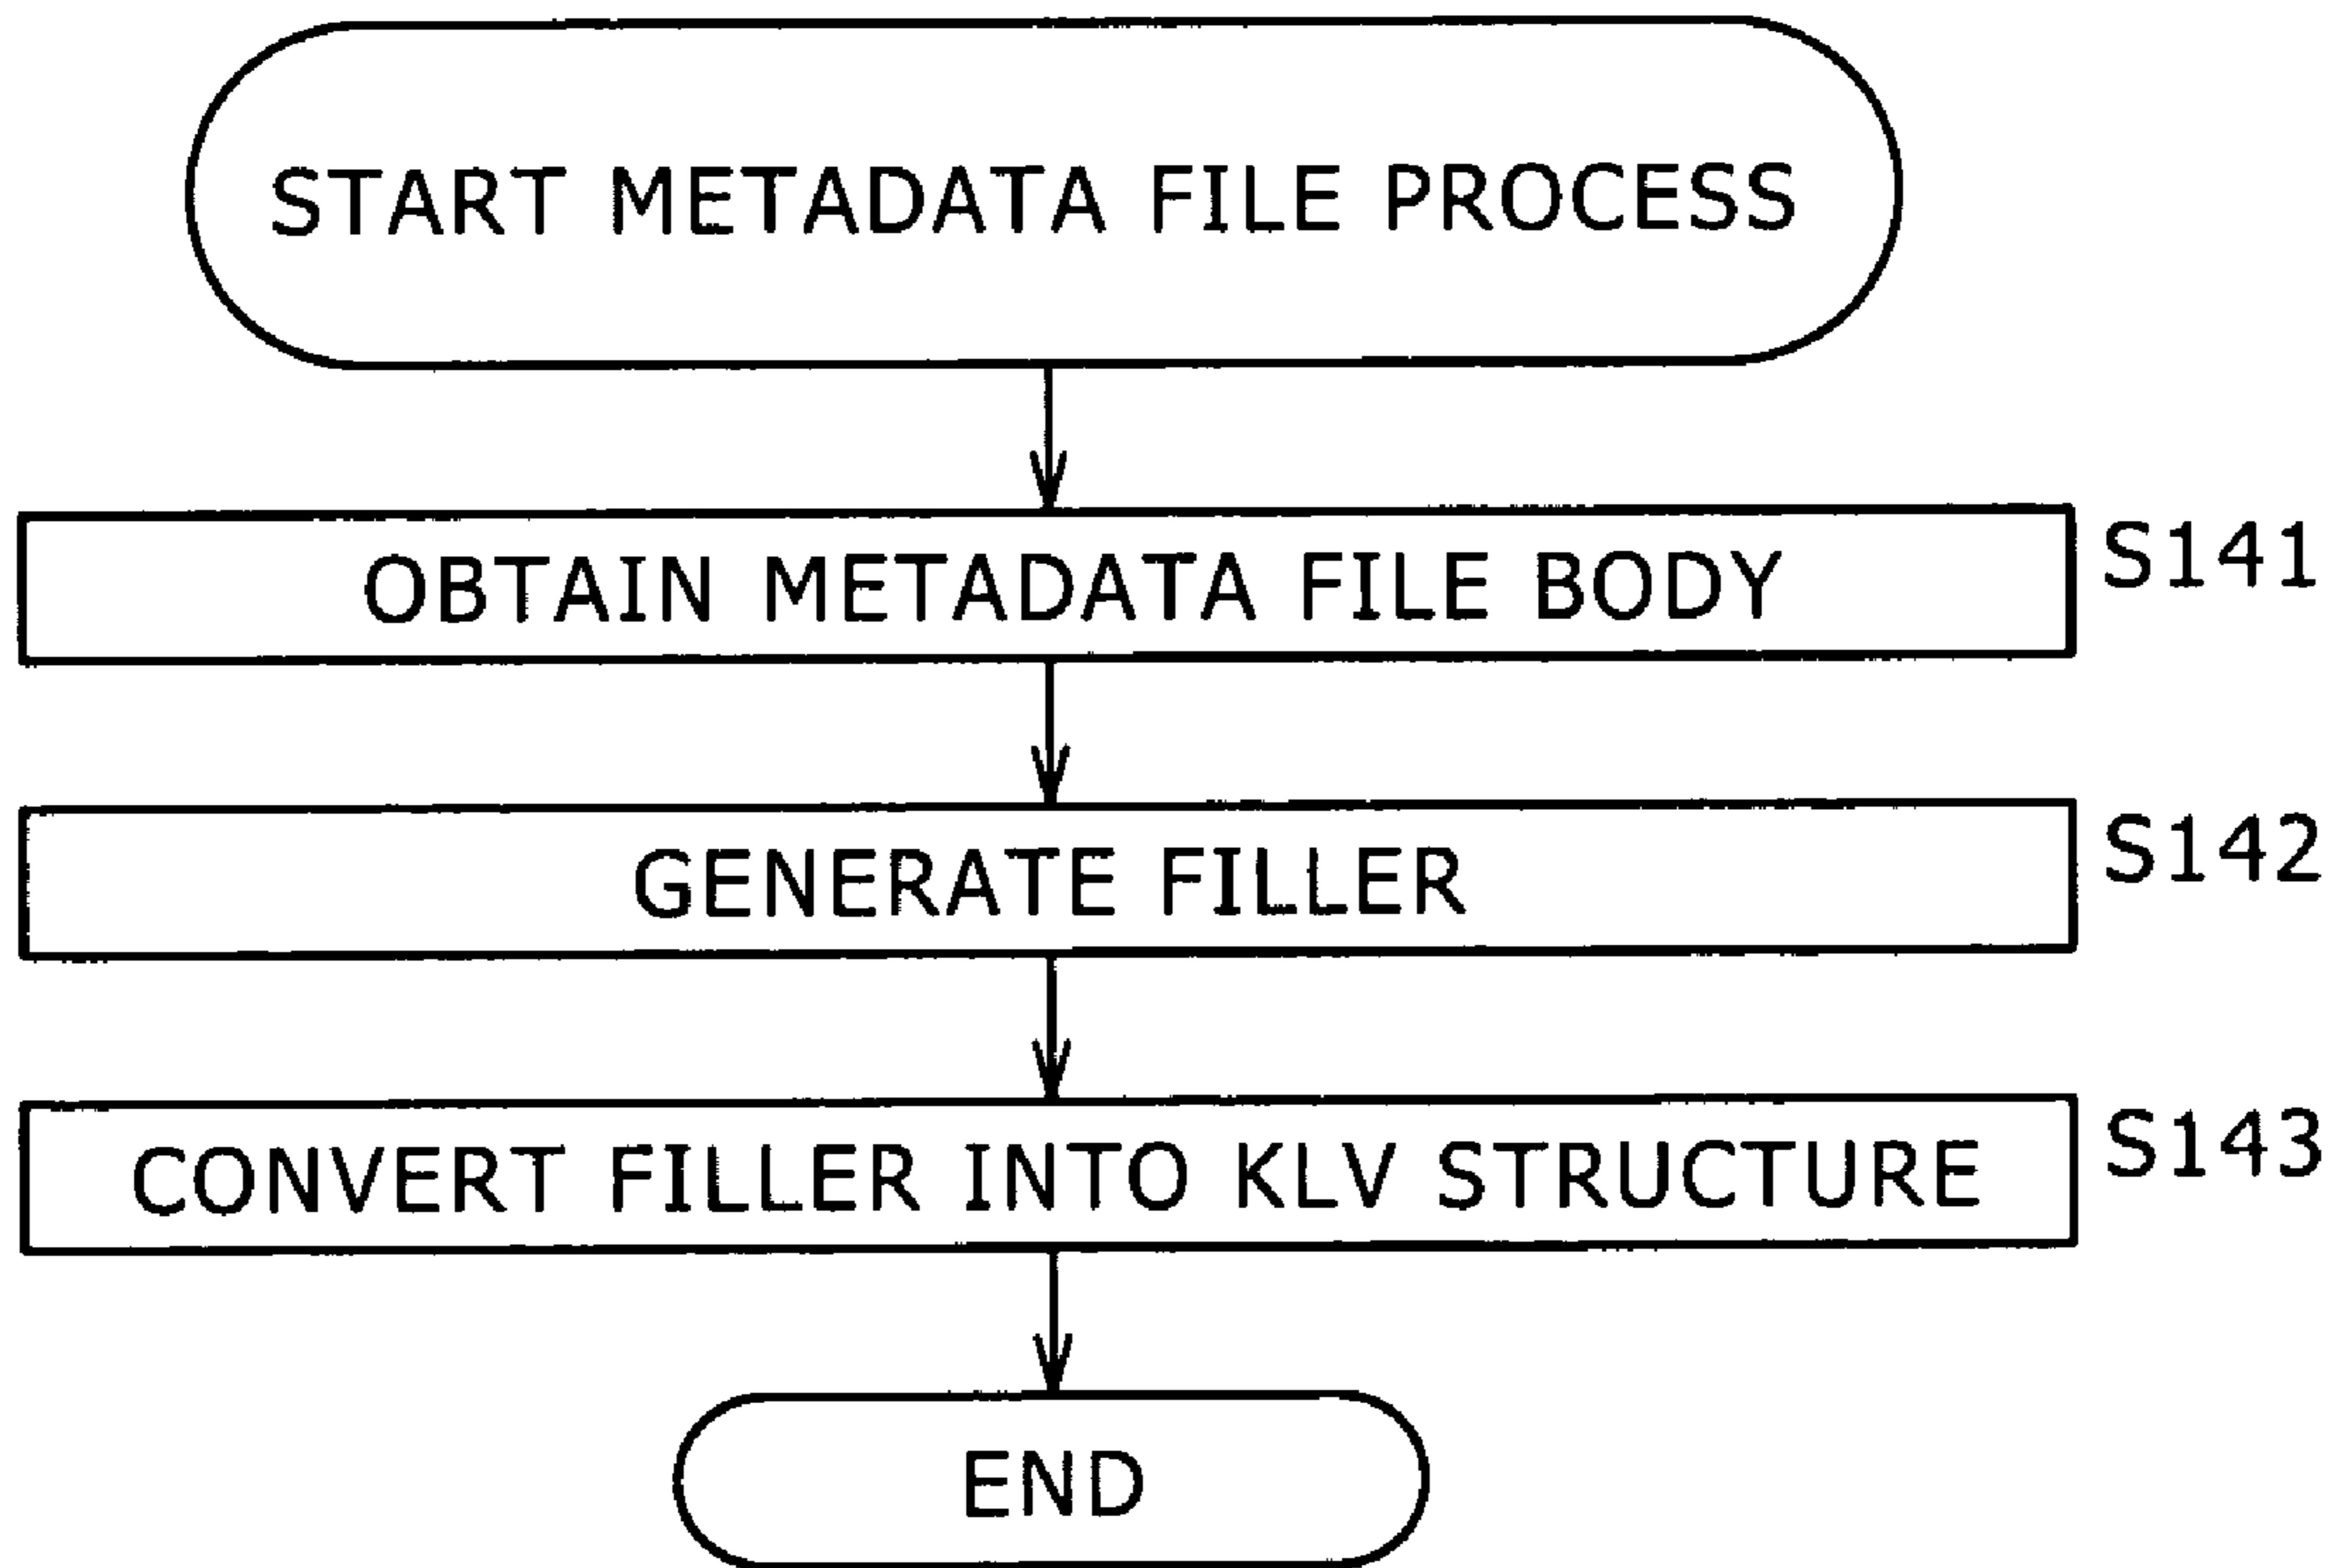 START METADATA FILE PROCESS
OBTAIN METADATA FILE BODY
S141
GENERATE FILLER
S142
CONVERT FILLER INTO KLV STRUCTURE
S143
END